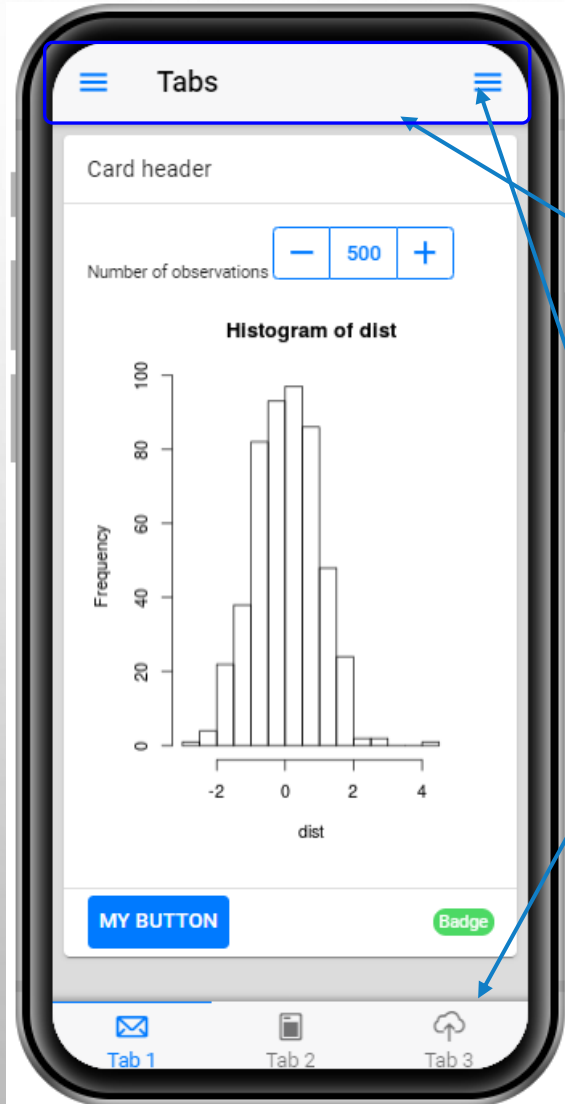 Tabs
Card header
Number of observations
500
Histogram of dist
Frequency
100
80
60
40
20
0
-2 0 2 4
dist
MY BUTTON
Badge
Tab 1 Tab 2 Tab 3